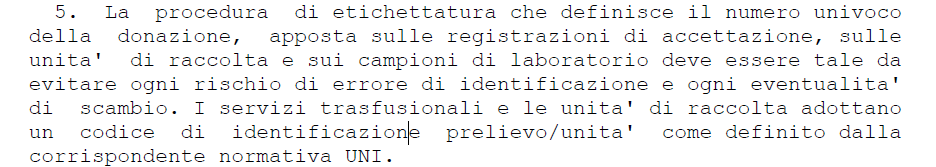 5. La procedura di etichettatura che definisce il numero univoco
della donazione, apposta sulle registrazioni di accettazione, sulle
unita' di raccolta e sui campioni di laboratorio deve essere tale da
evitare ogni rischio di errore di identificazione e ogni eventualita'
di scambio. I servizi trasfusionali e le unita' di raccolta adottano
un codice di identificazione prelievo/unita' come definito dalla
corrispondente normativa UNI.